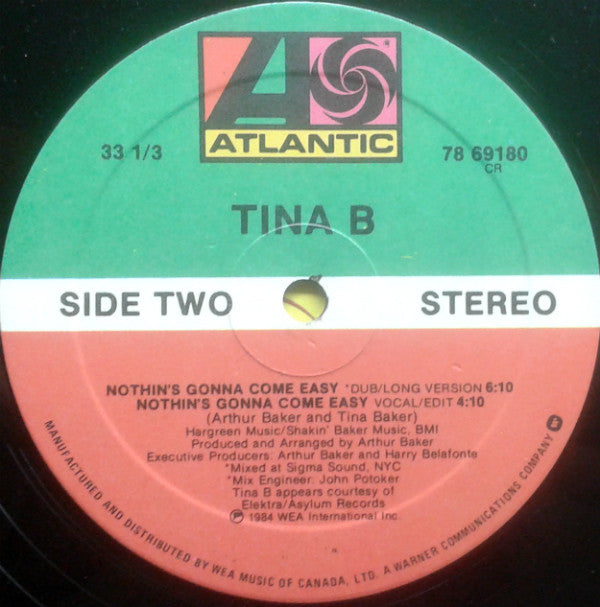 ATLANTIC
33 1/3
78 69180
CR
TINA B
SIDE TWO
STEREO
NOTHIN'S GONNA COME EASY *DUB/LONG VERSION 6:10
NOTHIN'S GONNA COME EASY VOCAL/EDIT 4:10
(Arthur Baker and Tina Baker)
Hargreen Music/Shakin' Baker Music, BMI
Produced and Arranged by Arthur Baker
Executive Producers: Arthur Baker and Harry Belafonte
*Mixed at Sigma Sound, NYC
*Mix Engineer: John Potoker
Tina B appears courtesy of
Elektra/Asylum Records
℗ 1984 WEA International Inc.
MANUFACTURED AND DISTRIBUTED BY WEA MUSIC OF CANADA, LTD. A WARNER COMMUNICATIONS COMPANY